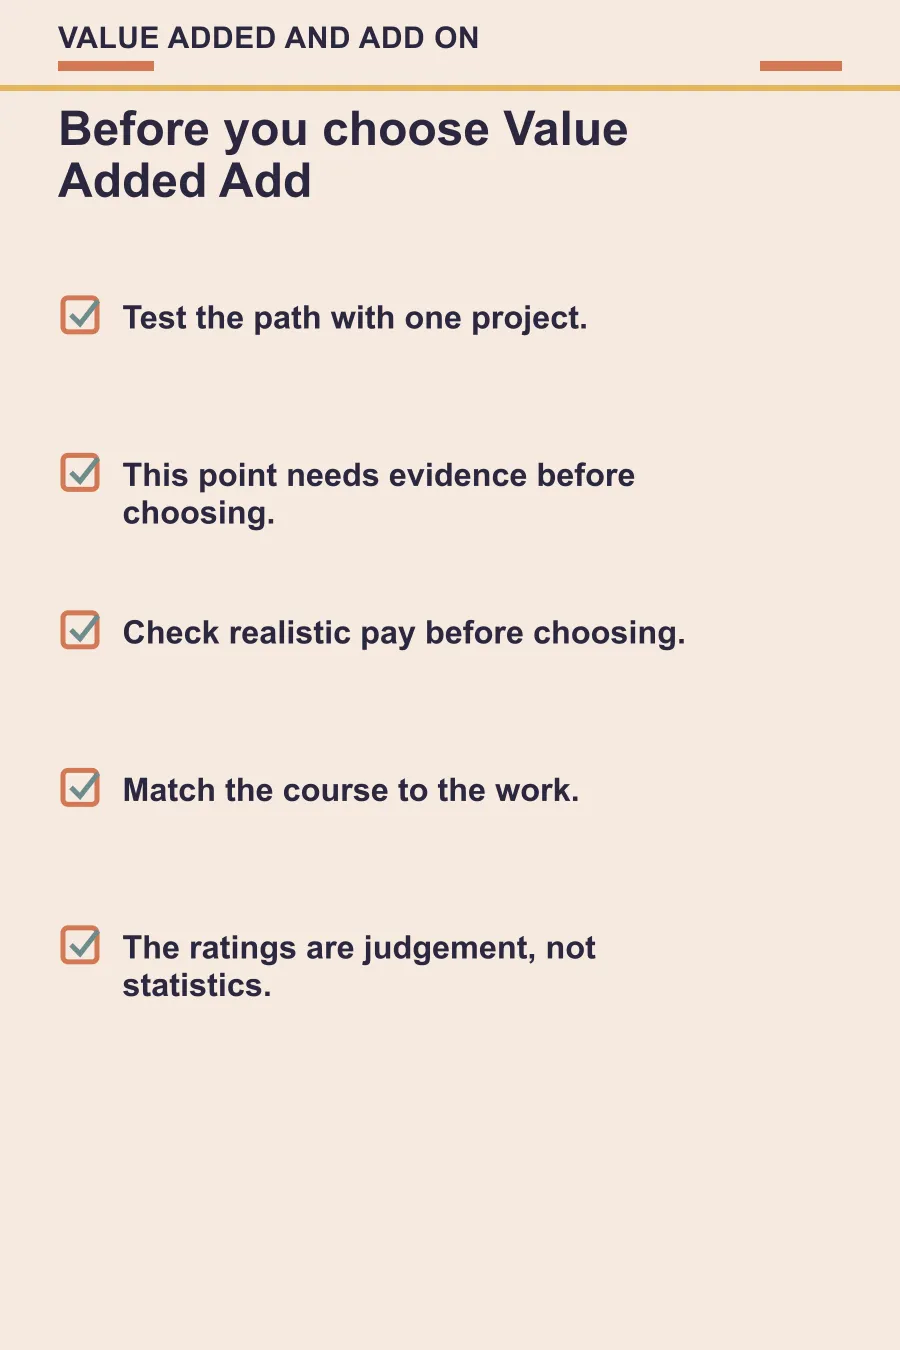 VALUE ADDED AND ADD ON
Before you choose Value
Added Add
Test the path with one project.
This point needs evidence before
choosing.
Check realistic pay before choosing.
Match the course to the work.
The ratings are judgement, not
statistics.